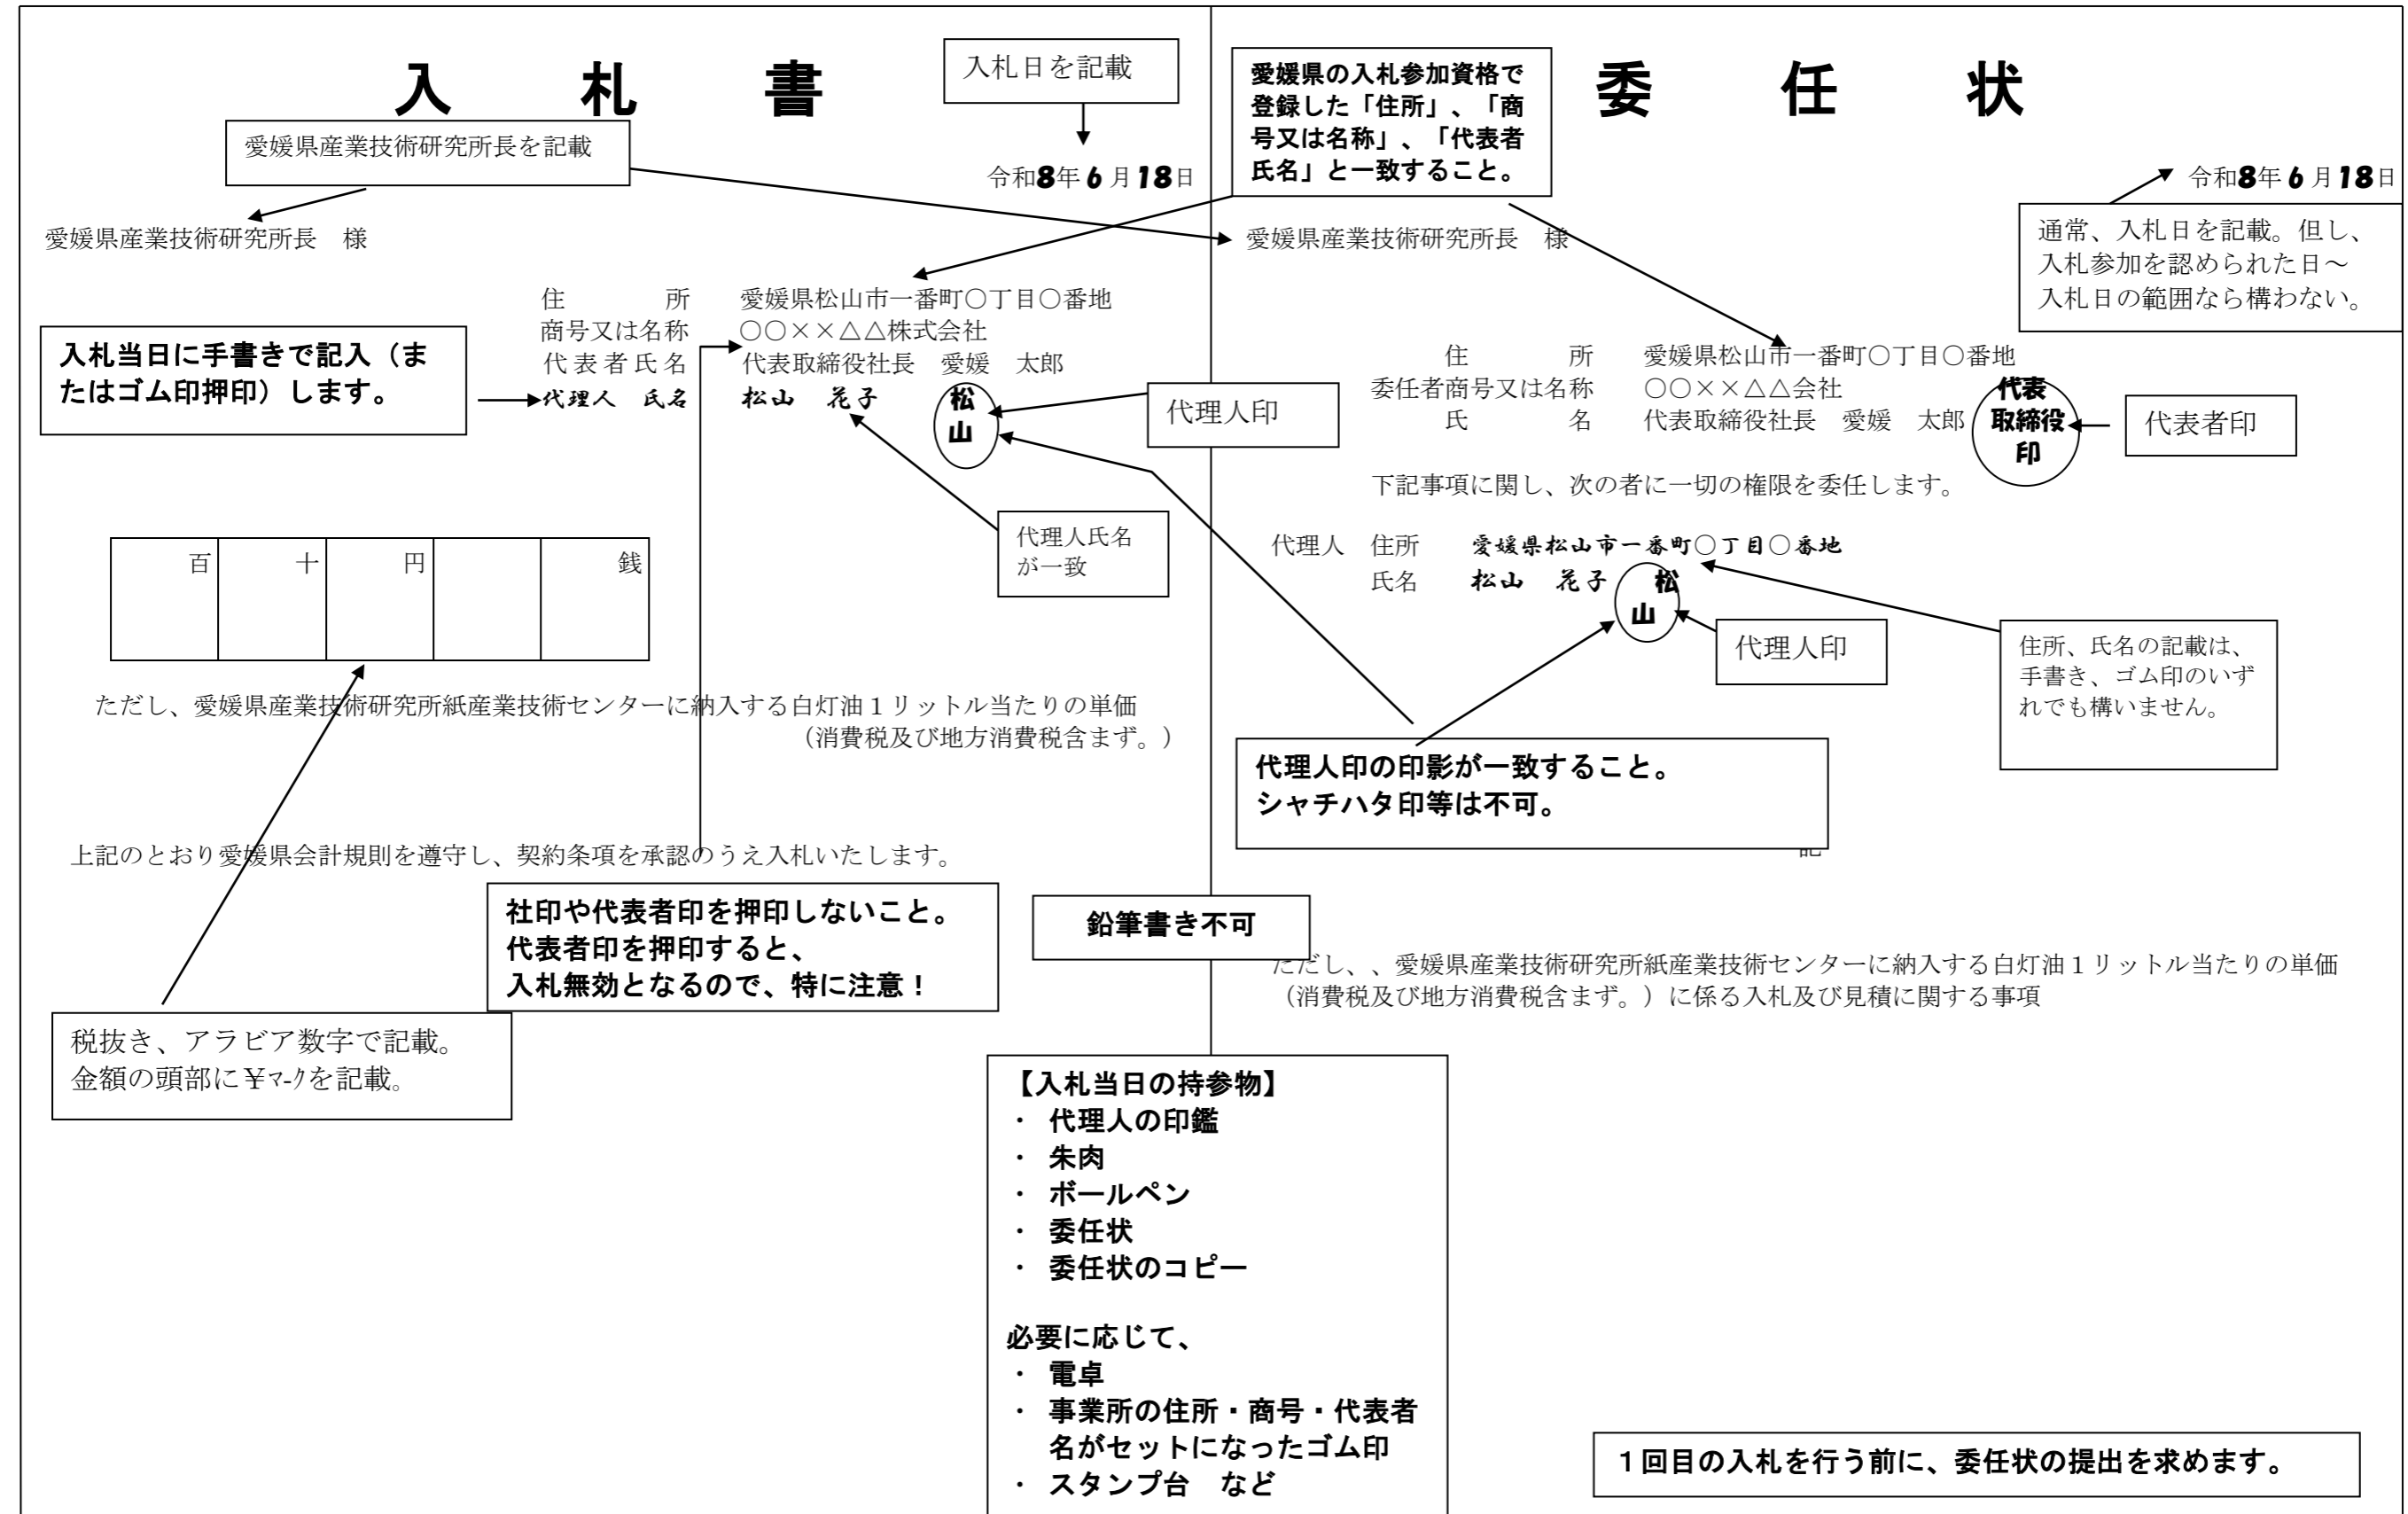 入　札　書
入札日を記載
愛媛県産業技術研究所長を記載
令和8年 6 月 18日
愛媛県産業技術研究所長　様
住　　　所　愛媛県松山市一番町〇丁目〇番地
商号又は名称　〇〇××△△株式会社
代表者氏名　代表取締役社長　愛媛　太郎
代理人　氏名　松山　花子　松
山
入札当日に手書きで記入（ま
たはゴム印押印）します。
代理人印
代理人氏名
が一致
百　十　円　銭
ただし、愛媛県産業技術研究所紙産業技術センターに納入する白灯油１リットル当たりの単価
（消費税及び地方消費税含まず。）
上記のとおり愛媛県会計規則を遵守し、契約条項を承認のうえ入札いたします。
社印や代表者印を押印しないこと。
代表者印を押印すると、
入札無効となるので、特に注意！
税抜き、アラビア数字で記載。
金額の頭部に￥ﾏｰｸを記載。
愛媛県の入札参加資格で
登録した「住所」、「商
号又は名称」、「代表者
氏名」と一致すること。
委　任　状
令和8年 6 月 18日
通常、入札日を記載。但し、
入札参加を認められた日～
入札日の範囲なら構わない。
愛媛県産業技術研究所長　様
住　　　所　愛媛県松山市一番町〇丁目〇番地
委任者商号又は名称　〇〇××△△会社
氏　　　名　代表取締役社長　愛媛　太郎
代表
取締役
印
代表者印
下記事項に関し、次の者に一切の権限を委任します。
代理人　住所　愛媛県松山市一番町〇丁目〇番地
氏名　松山　花子　松
山
代理人印
住所、氏名の記載は、
手書き、ゴム印のいず
れでも構いません。
代理人印の印影が一致すること。
シャチハタ印等は不可。
記
鉛筆書き不可
ただし、、愛媛県産業技術研究所紙産業技術センターに納入する白灯油１リットル当たりの単価
（消費税及び地方消費税含まず。）に係る入札及び見積に関する事項
【入札当日の持参物】
・ 代理人の印鑑
・ 朱肉
・ ボールペン
・ 委任状
・ 委任状のコピー
必要に応じて、
・ 電卓
・ 事業所の住所・商号・代表者
名がセットになったゴム印
・ スタンプ台　など
１回目の入札を行う前に、委任状の提出を求めます。